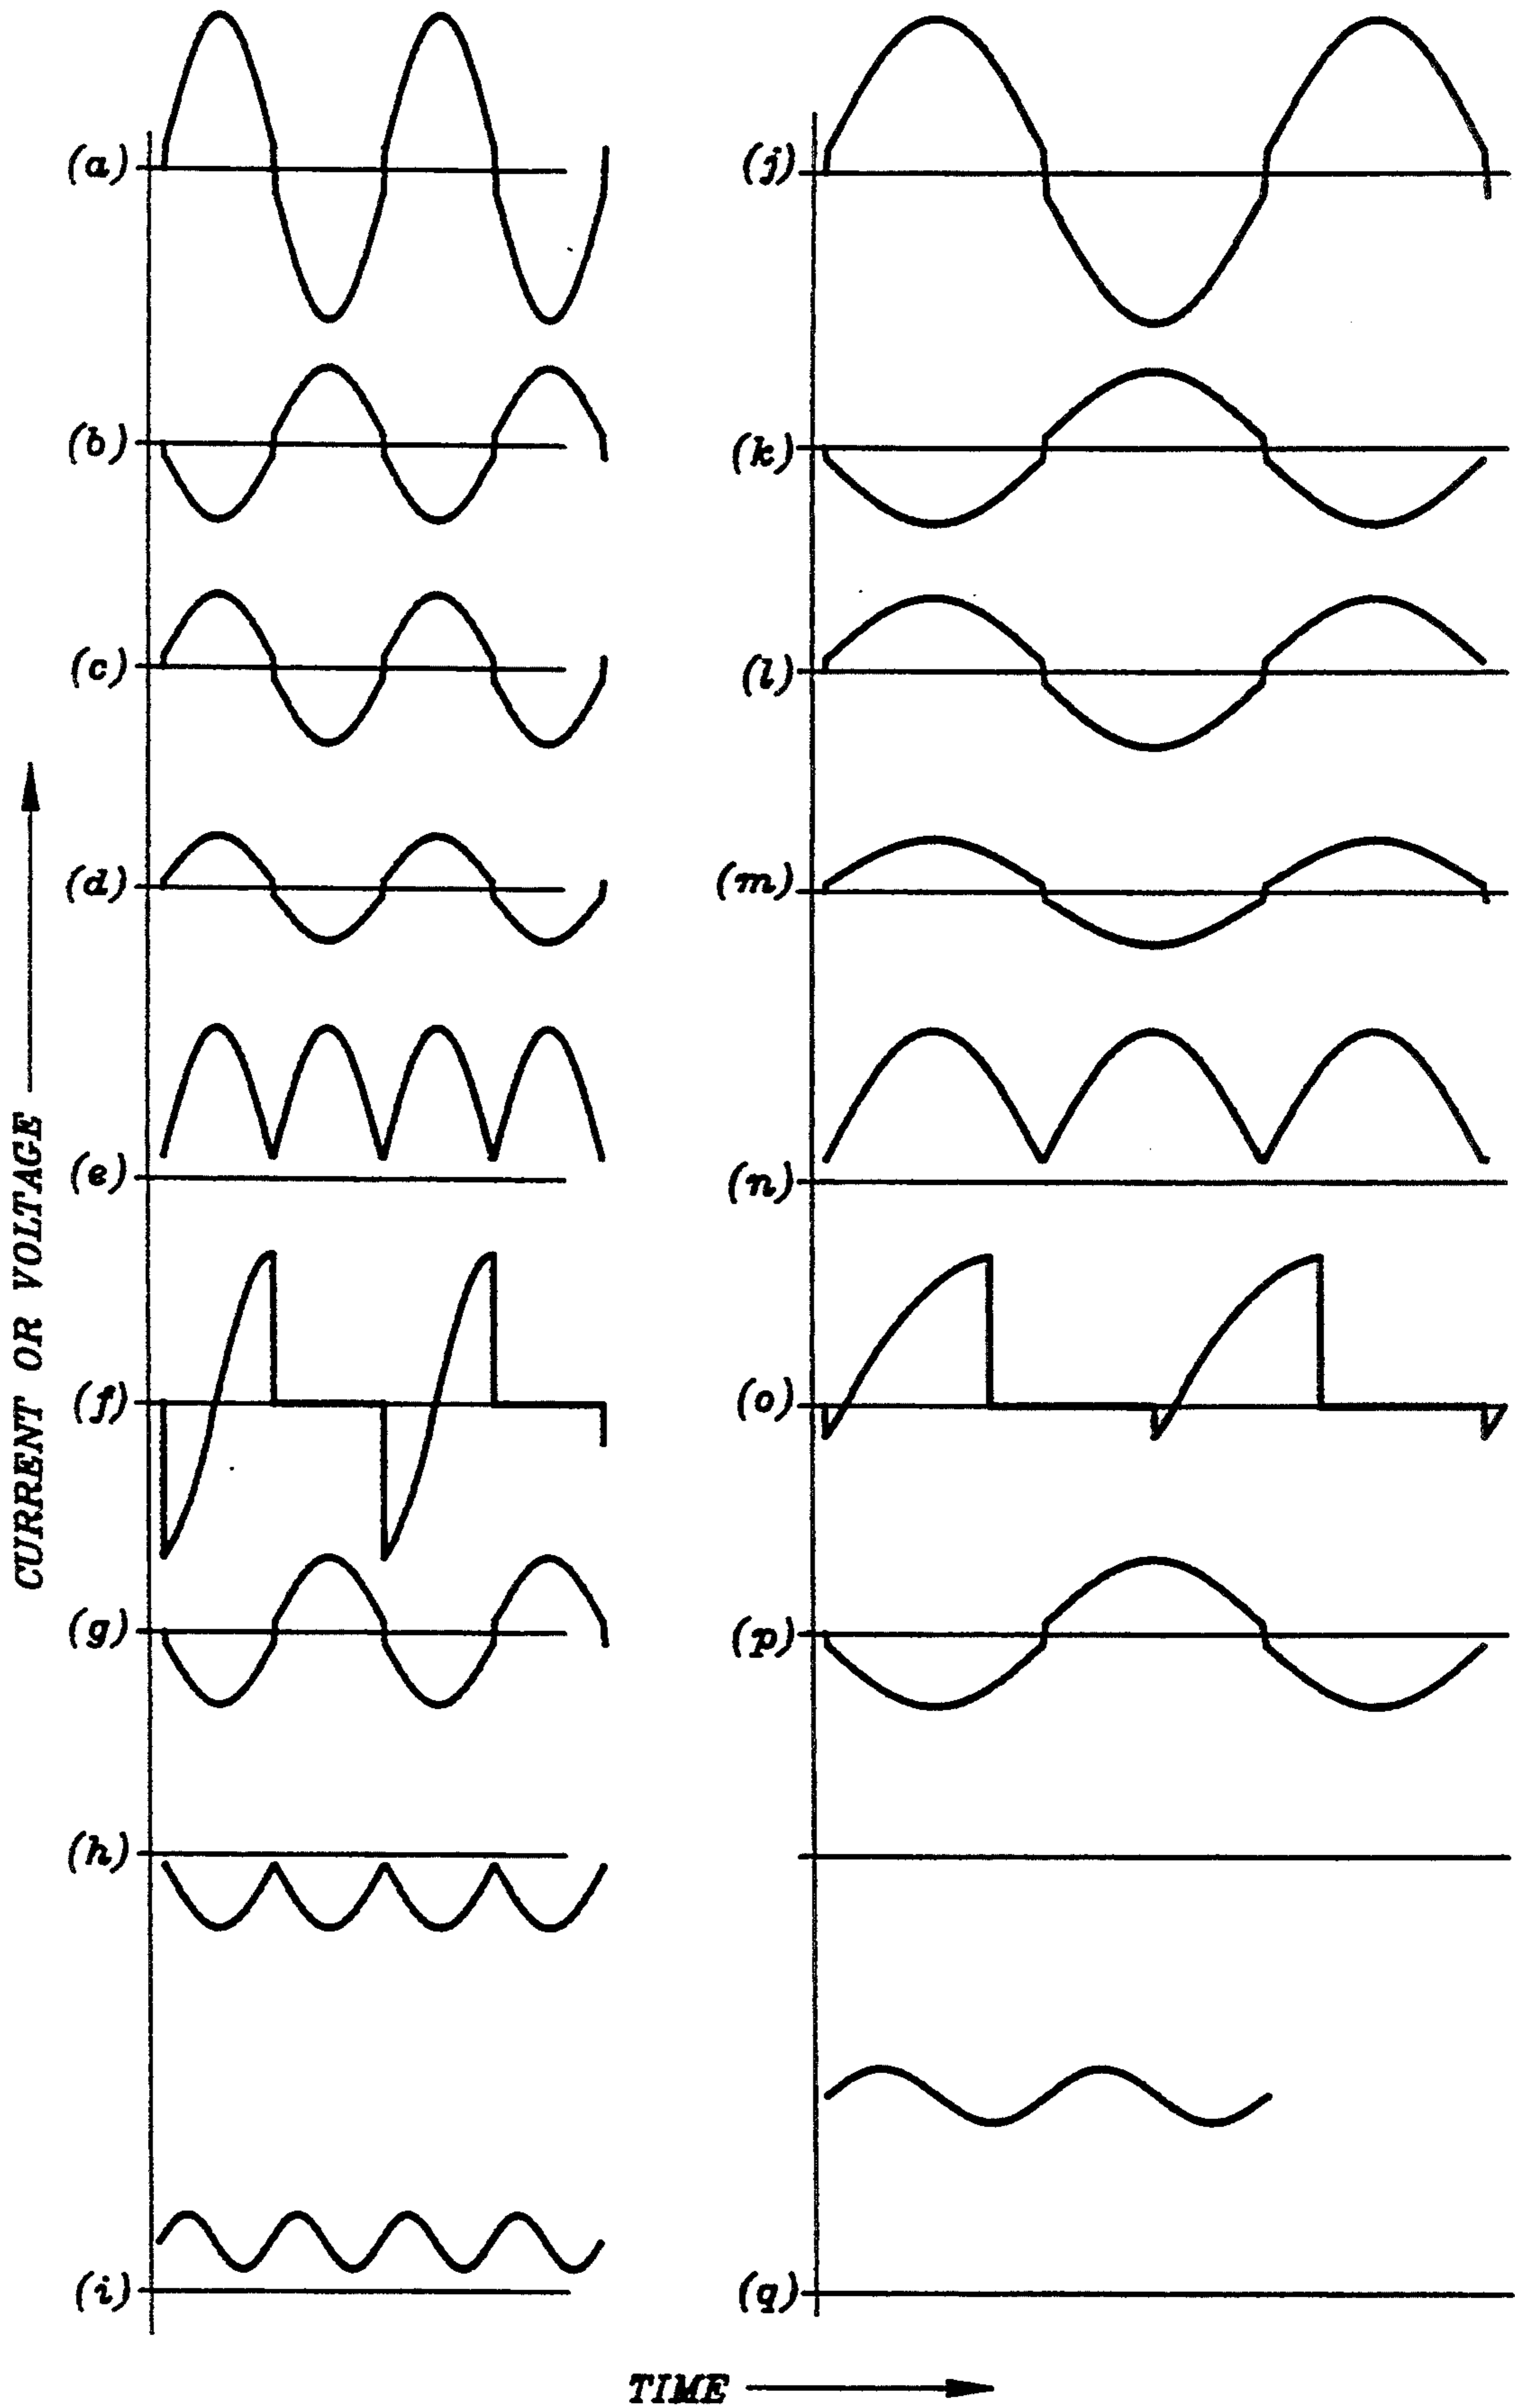 (a)
(b)
(c)
(d)
(e)
(f)
(g)
(h)
(i)
(j)
(k)
(l)
(m)
(n)
(o)
(p)
(q)
CURRENT OR VOLTAGE
TIME